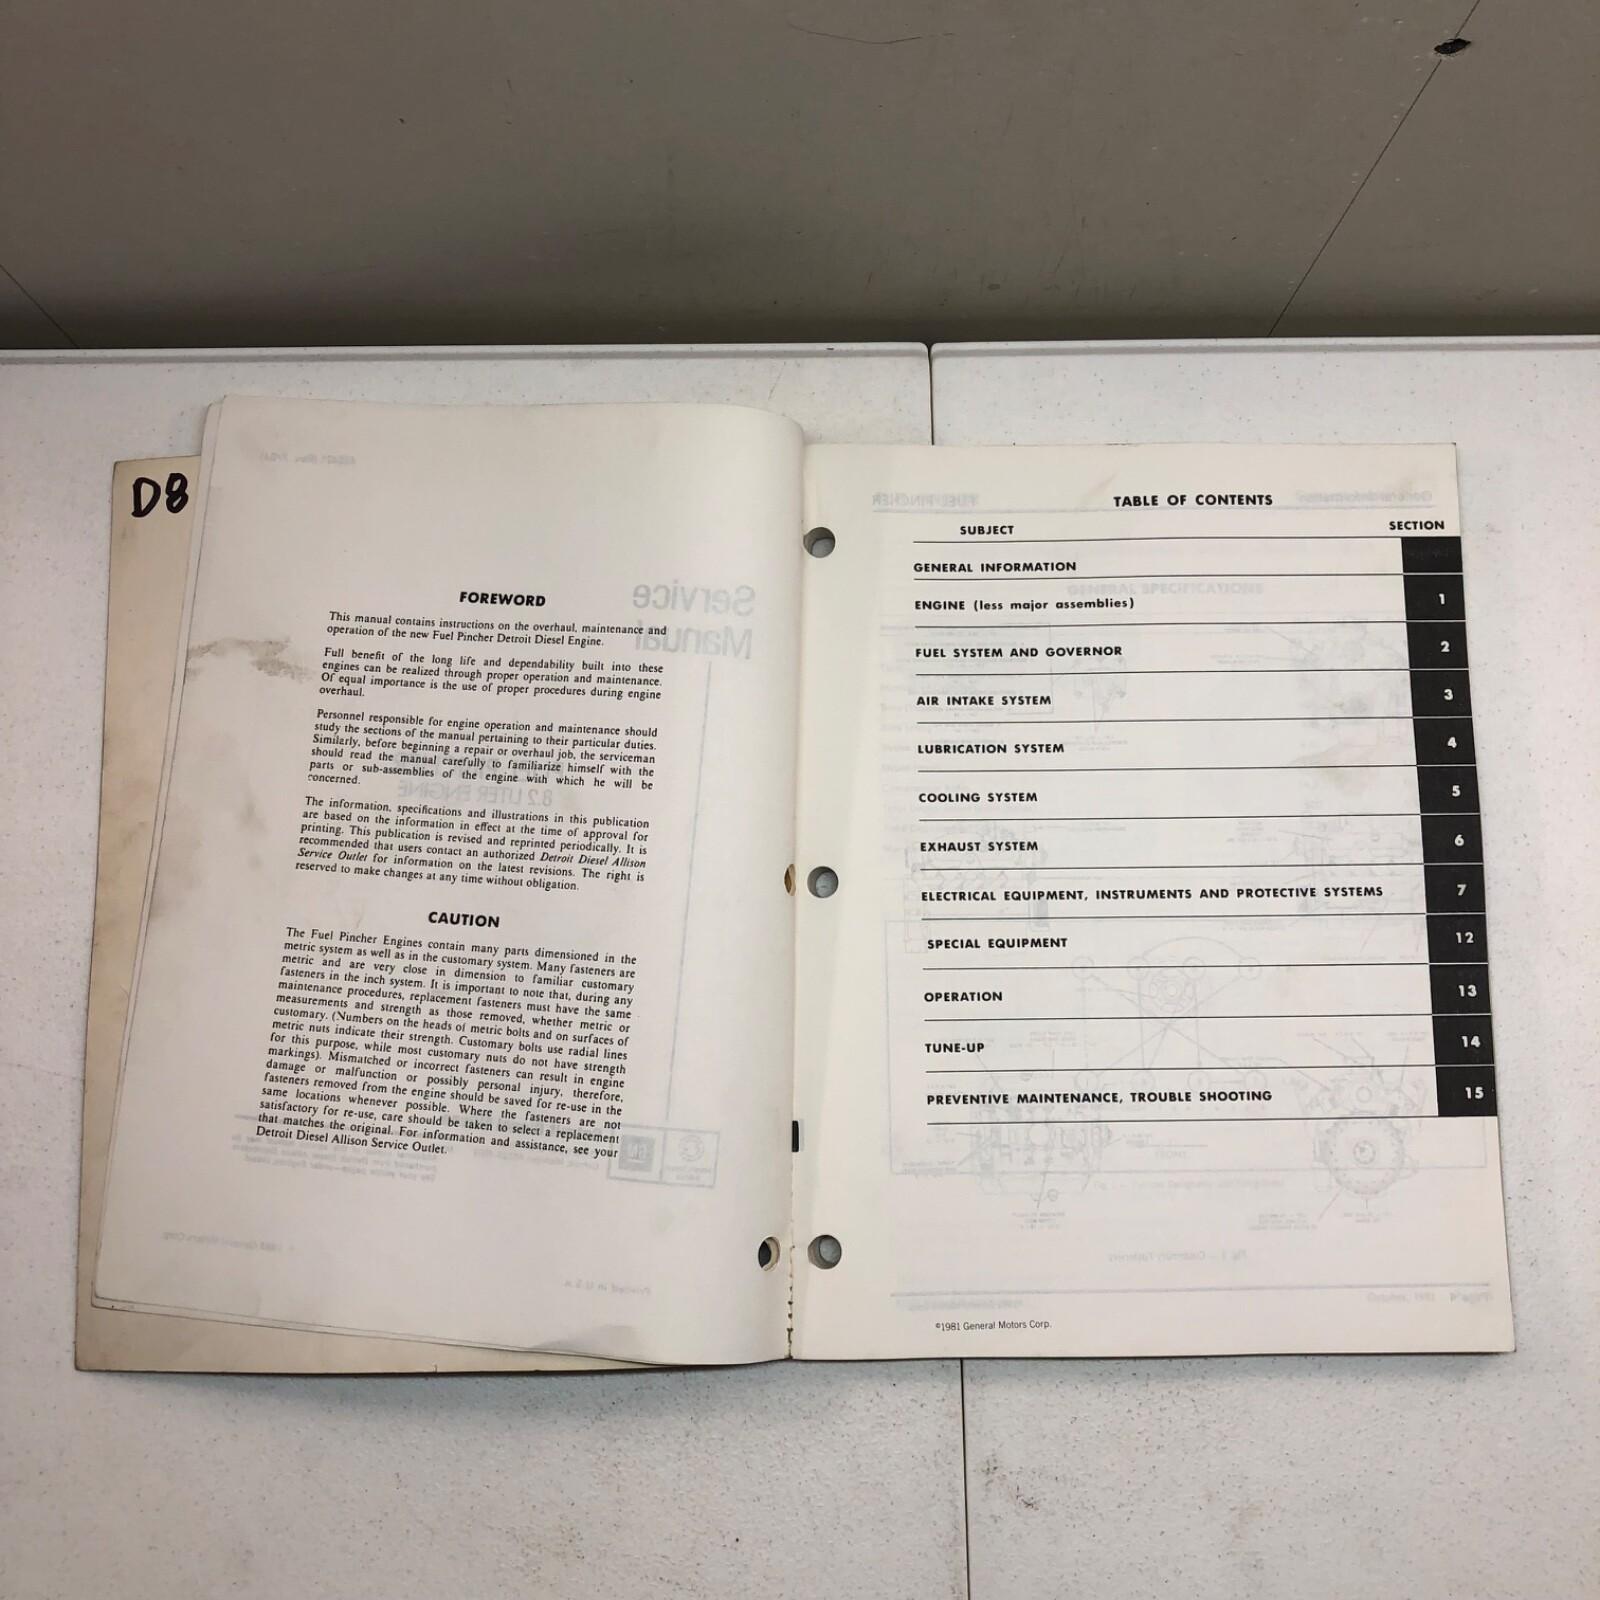 D8
FOREWORD
This manual contains instructions on the overhaul, maintenance and
operation of the new Fuel Pincher Detroit Diesel Engine.
Full benefit of the long life and dependability built into these
engines can be realized through proper operation and maintenance.
Of equal importance is the use of proper procedures during engine
overhaul.
Personnel responsible for engine operation and maintenance should
study the sections of the manual pertaining to their particular duties.
Similarly, before beginning a repair or overhaul job, the serviceman
should read the manual carefully to familiarize himself with the
parts or sub-assemblies of the engine with which he will be
concerned.
The information, specifications and illustrations in this publication
are based on the information in effect at the time of approval for
printing. This publication is revised and reprinted periodically. It is
recommended that users contact an authorized Detroit Diesel Allison
Service Outlet for information on the latest revisions. The right is
reserved to make changes at any time without obligation.
CAUTION
The Fuel Pincher Engines contain many parts dimensioned in the
metric system as well as in the customary system. Many fasteners are
metric and are very close in dimension to familiar customary
fasteners in the inch system. It is important to note that, during any
maintenance procedures, replacement fasteners must have the same
measurements and strength as those removed, whether metric or
customary. (Numbers on the heads of metric bolts and on surfaces of
metric nuts indicate their strength. Customary bolts use radial lines
for this purpose, while most customary nuts do not have strength
markings). Mismatched or incorrect fasteners can result in engine
damage or malfunction or possibly personal injury, therefore,
fasteners removed from the engine should be saved for re-use in the
same locations whenever possible. Where the fasteners are not
satisfactory for re-use, care should be taken to select a replacement
that matches the original. For information and assistance, see your
Detroit Diesel Allison Service Outlet.
TABLE OF CONTENTS
SUBJECT SECTION
GENERAL INFORMATION
ENGINE (less major assemblies) 1
FUEL SYSTEM AND GOVERNOR 2
AIR INTAKE SYSTEM 3
LUBRICATION SYSTEM 4
COOLING SYSTEM 5
EXHAUST SYSTEM 6
ELECTRICAL EQUIPMENT, INSTRUMENTS AND PROTECTIVE SYSTEMS 7
SPECIAL EQUIPMENT 12
OPERATION 13
TUNE-UP 14
PREVENTIVE MAINTENANCE, TROUBLE SHOOTING 15
©1981 General Motors Corp.